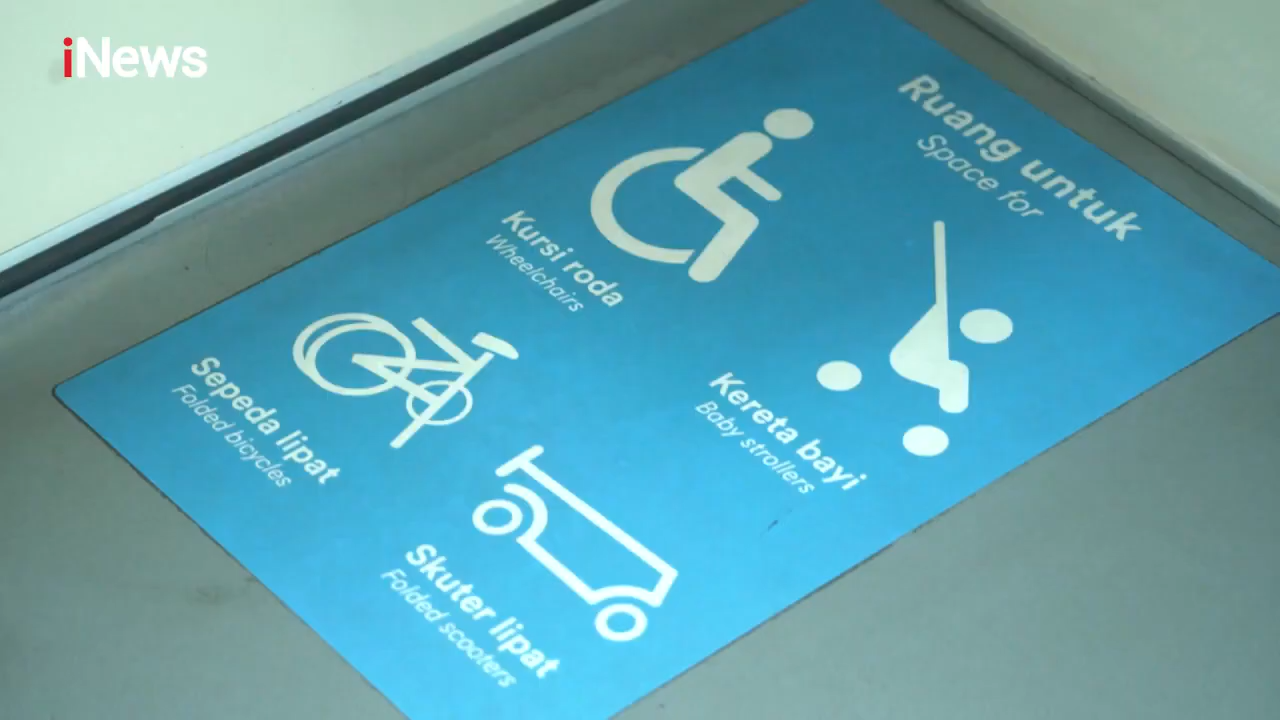 iNews
Ruang untuk
Space for
Kursi roda
Wheelchairs
Kereta bayi
Baby strollers
Sepeda lipat
Folded bicycles
Skuter lipat
Folded scooters